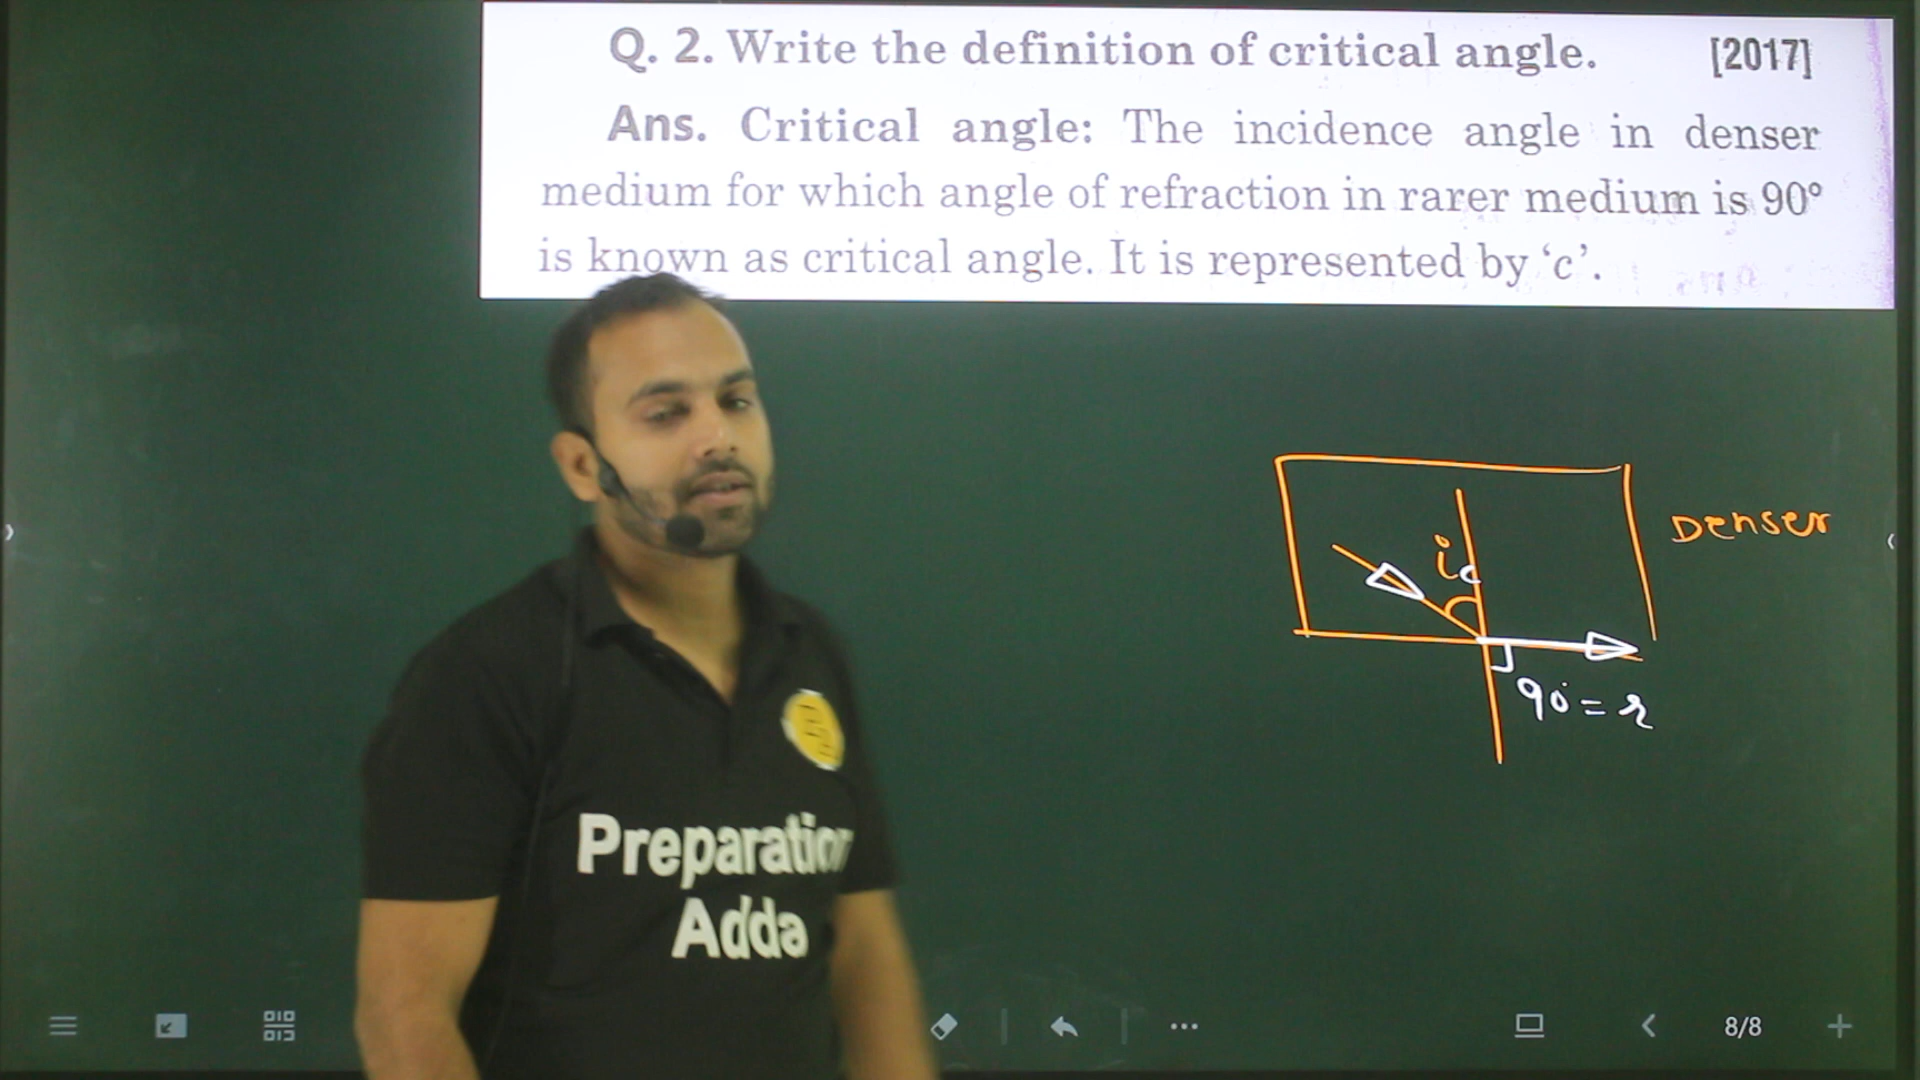 Q. 2. Write the definition of critical angle. [2017]
Ans. Critical angle: The incidence angle in denser
medium for which angle of refraction in rarer medium is 90°
is known as critical angle. It is represented by ‘c’.
Denser
ic
90° = r
Preparation
Adda
8/8